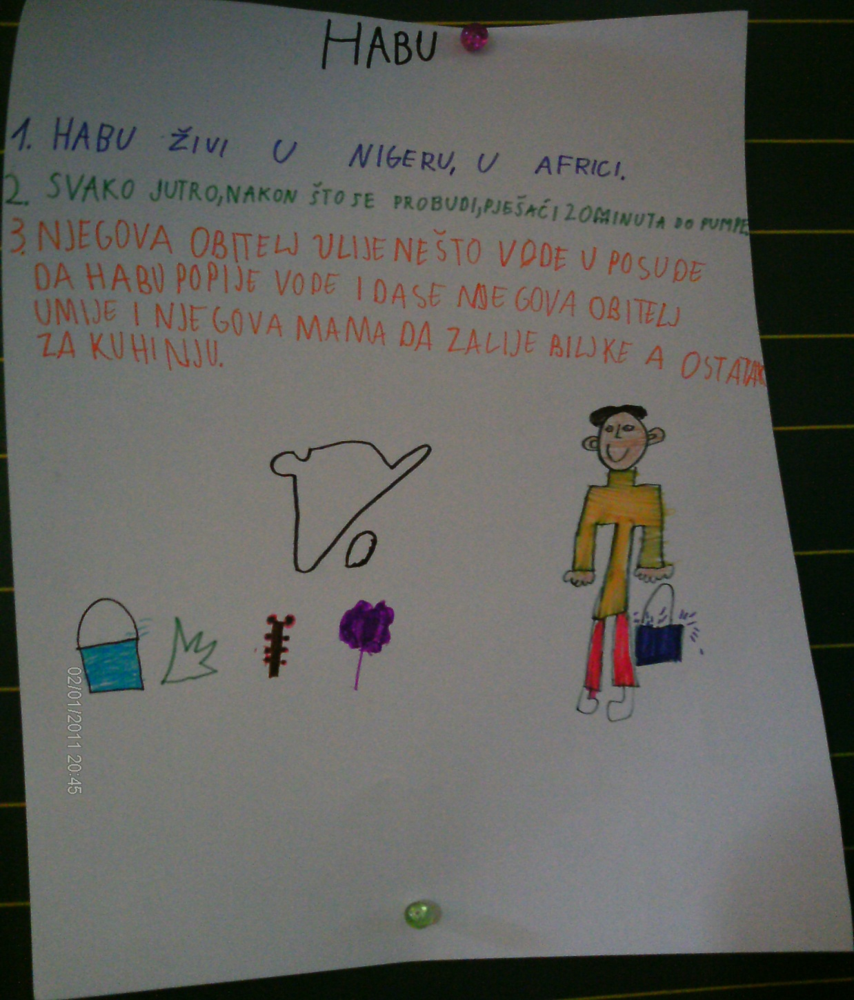 HABU
1. HABU ŽIVI U NIGERU, U AFRICI.
2. SVAKO JUTRO, NAKON ŠTO SE PROBUDI, PJEŠAČI 20 MINUTA DO PUMPE
3. NJEGOVA OBITELJ ULIJE NEŠTO VODE U POSUDE
DA HABU POPIJE VODE I DA SE NJEGOVA OBITELJ
UMIJE I NJEGOVA MAMA DA ZALIJE BILJKE A OSTATAK
ZA KUHINJU.
02/01/2011 20:45